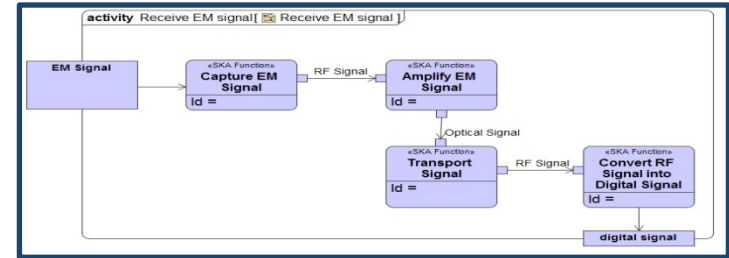 activity Receive EM signal[ Receive EM signal ]
EM Signal
«SKA Function»
Capture EM
Signal
Id =
RF Signal
«SKA Function»
Amplify EM
Signal
Id =
Optical Signal
«SKA Function»
Transport
Signal
Id =
RF Signal
«SKA Function»
Convert RF
Signal into
Digital Signal
Id =
digital signal